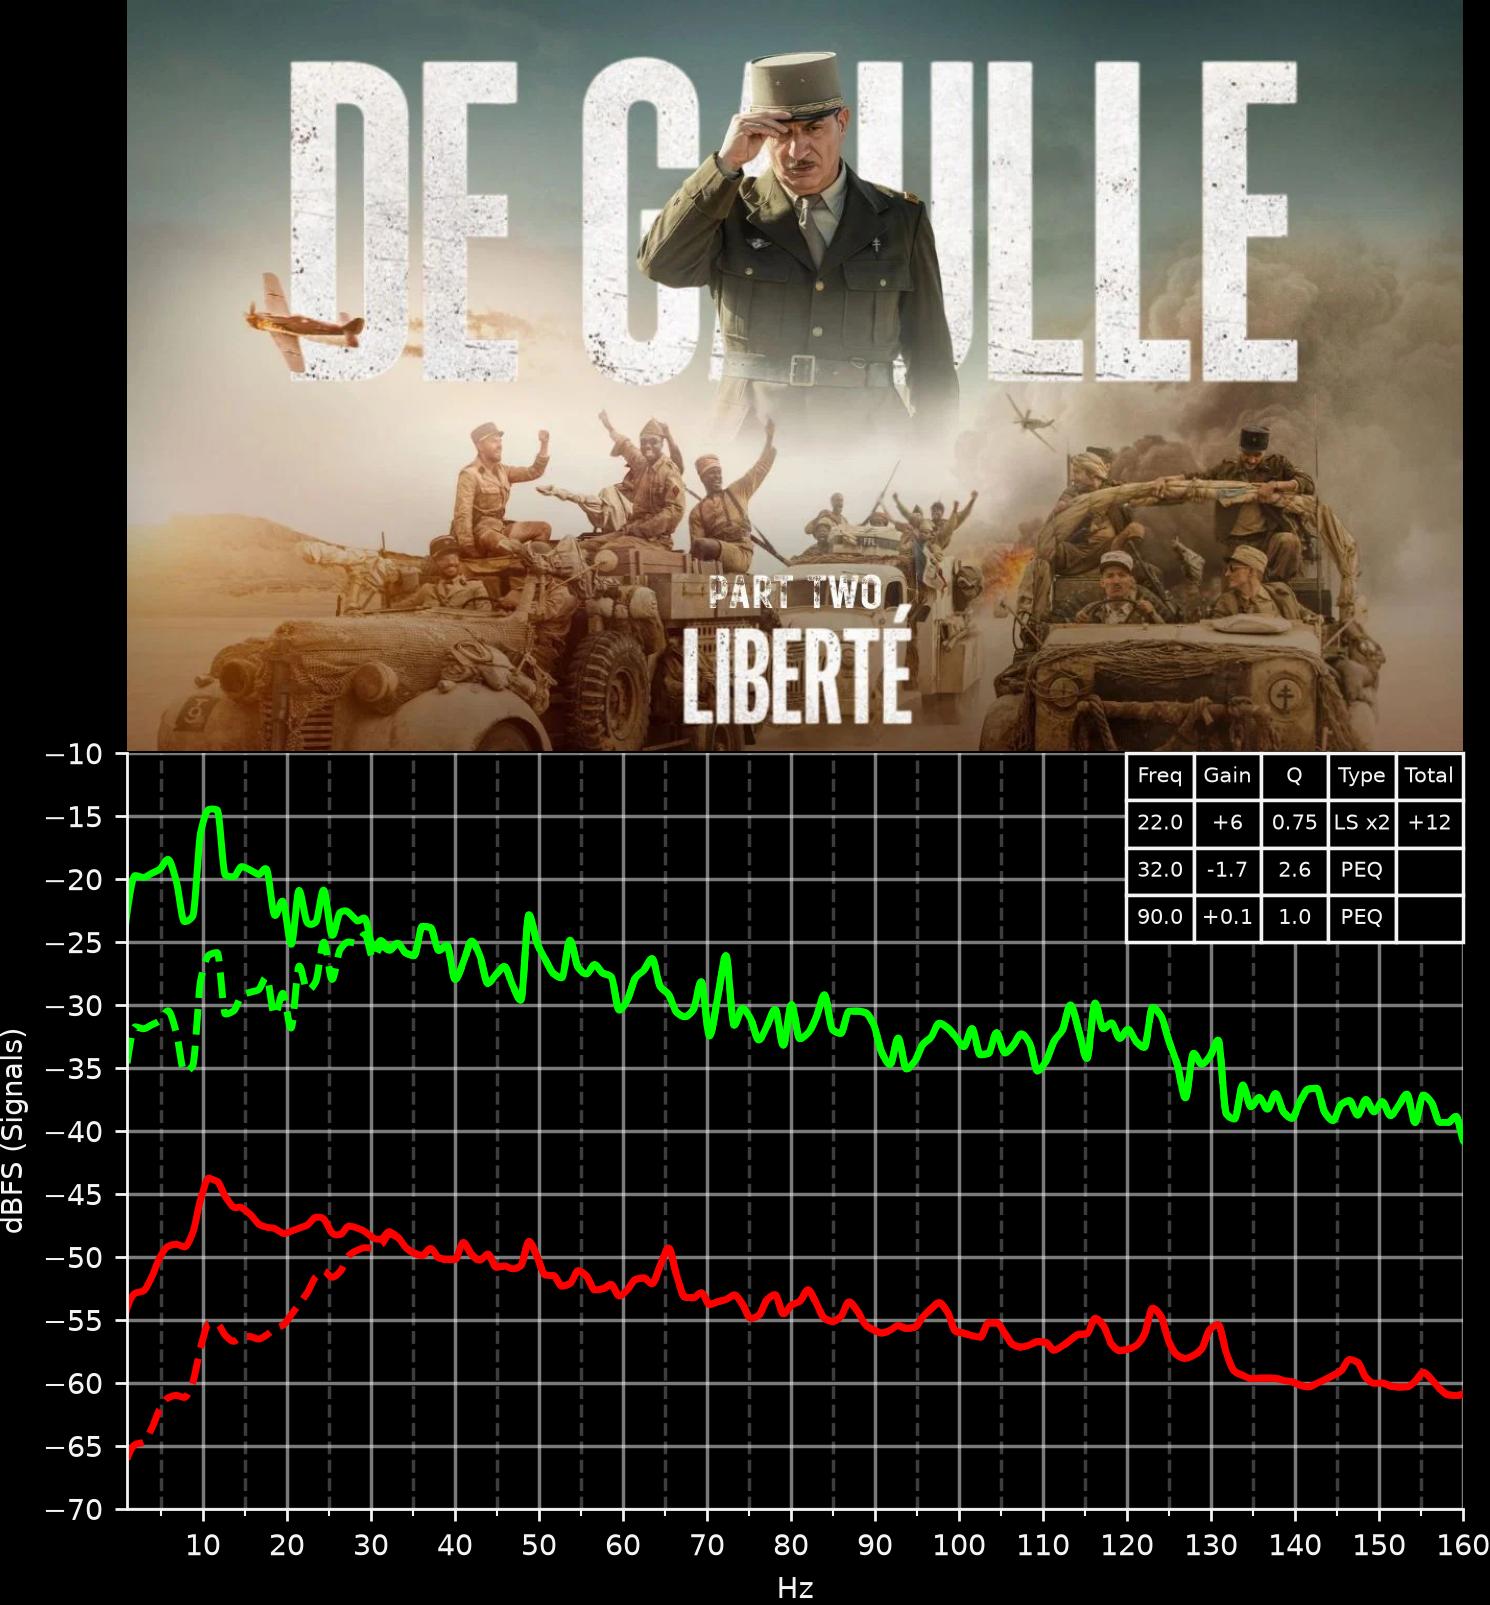 DE GAULLE
PART TWO
LIBERTÉ
Freq Gain Q Type Total
22.0 +6 0.75 LS x2 +12
32.0 -1.7 2.6 PEQ
90.0 +0.1 1.0 PEQ
−10
−15
−20
−25
−30
−35
−40
−45
−50
−55
−60
−65
−70
dBFS (Signals)
10 20 30 40 50 60 70 80 90 100 110 120 130 140 150 160
Hz